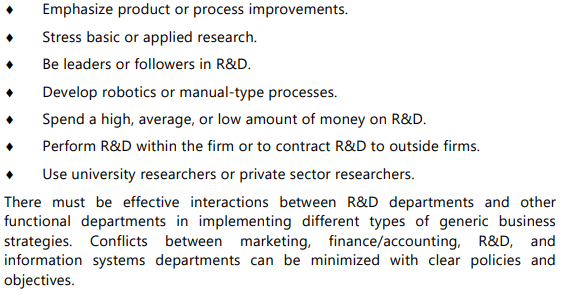 ♦ Emphasize product or process improvements.
♦ Stress basic or applied research.
♦ Be leaders or followers in R&D.
♦ Develop robotics or manual-type processes.
♦ Spend a high, average, or low amount of money on R&D.
♦ Perform R&D within the firm or to contract R&D to outside firms.
♦ Use university researchers or private sector researchers.
There must be effective interactions between R&D departments and other
functional departments in implementing different types of generic business
strategies. Conflicts between marketing, finance/accounting, R&D, and
information systems departments can be minimized with clear policies and
objectives.